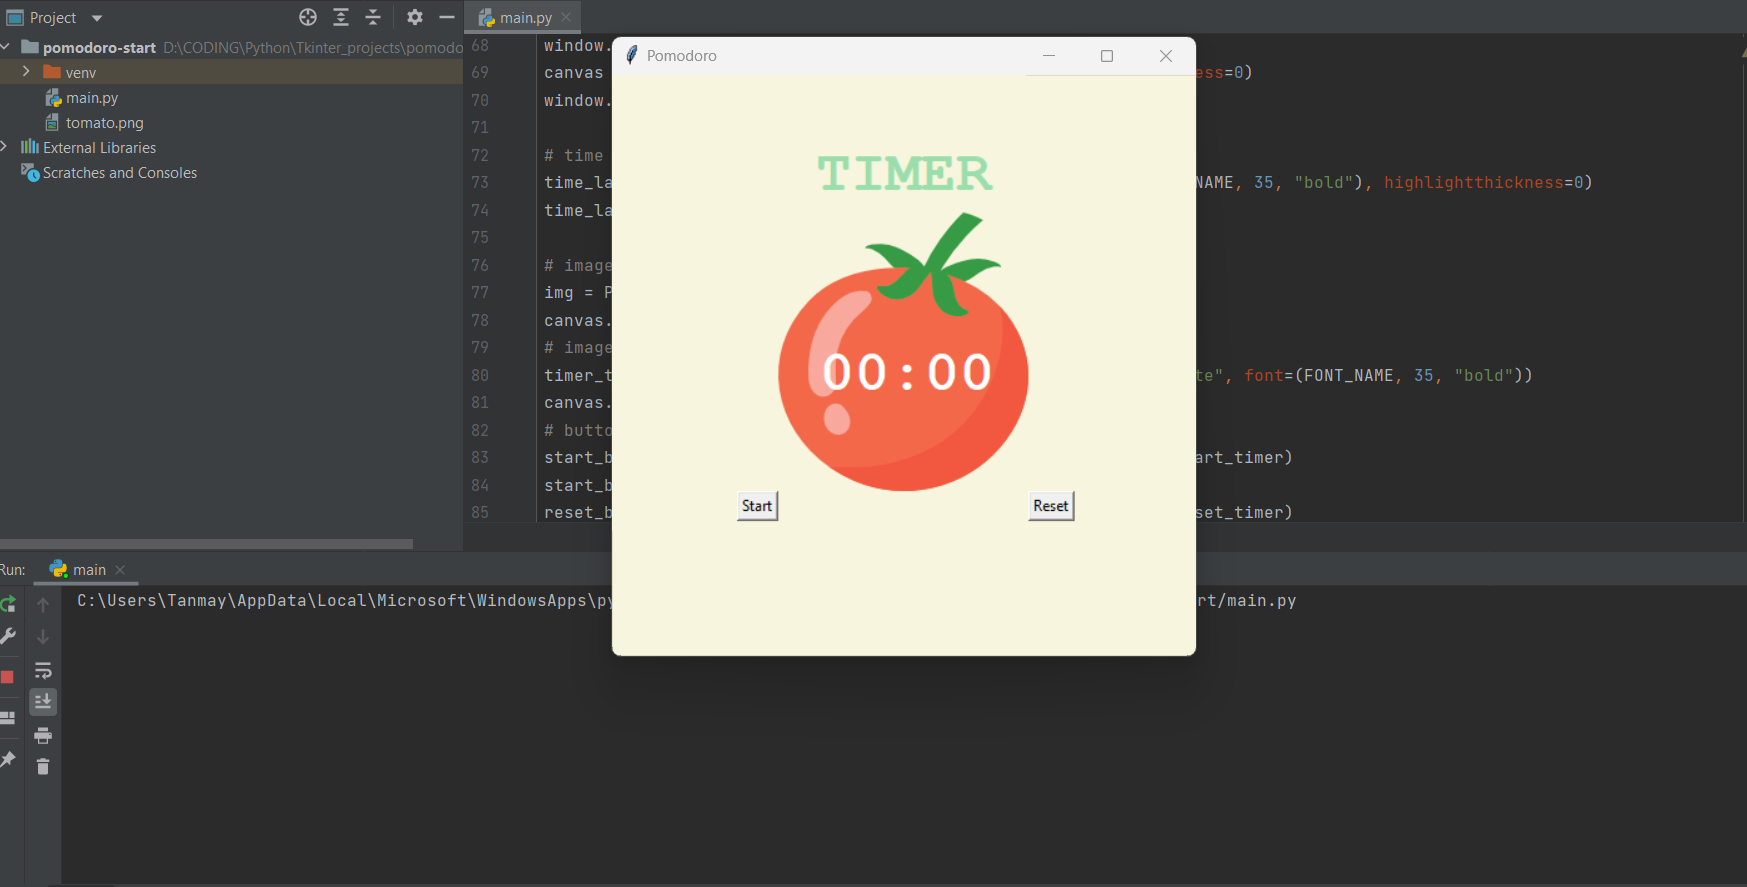 Project
main.py
pomodoro-start D:\CODING\Python\Tkinter_projects\pomodo
venv
main.py
tomato.png
External Libraries
Scratches and Consoles
68 window.
69 canvas ess=0)
70 window.
71
72 # time
73 time_la NAME, 35, "bold"), highlightthickness=0)
74 time_la
75
76 # image
77 img = P
78 canvas.
79 # image
80 timer_t te", font=(FONT_NAME, 35, "bold"))
81 canvas.
82 # butto
83 start_b art_timer)
84 start_b
85 reset_b set_timer)
Pomodoro
TIMER
00:00
Start Reset
Run: main
C:\Users\Tanmay\AppData\Local\Microsoft\WindowsApps\py rt/main.py